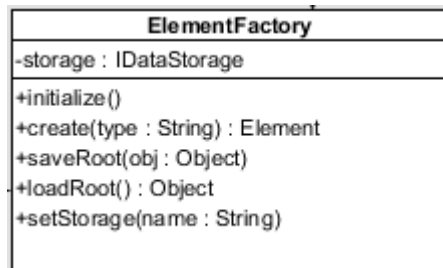 ElementFactory
-storage : IDataStorage
+initialize()
+create(type : String) : Element
+saveRoot(obj : Object)
+loadRoot() : Object
+setStorage(name : String)